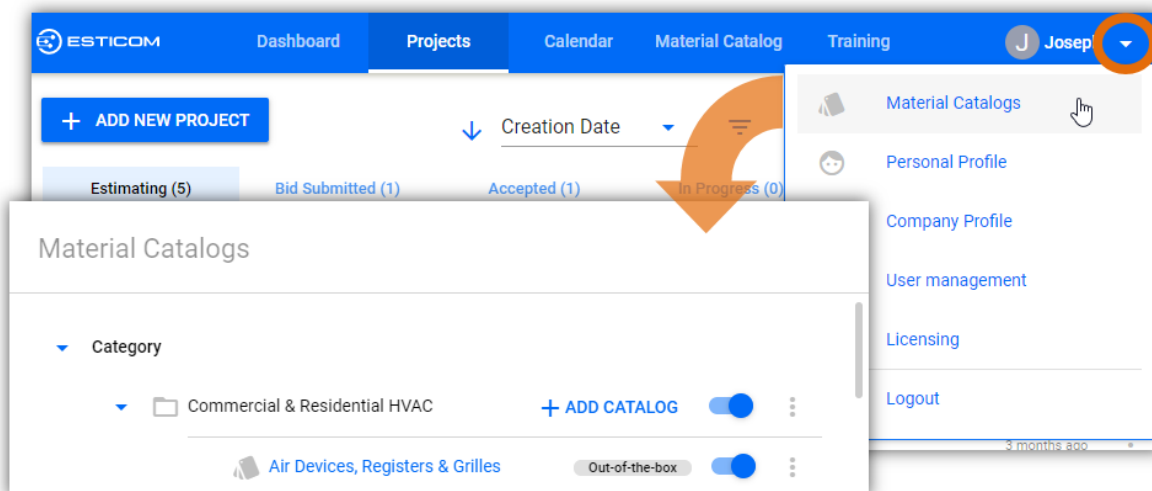 ESTICOM Dashboard Projects Calendar Material Catalog Training J Joseph
+ ADD NEW PROJECT
Creation Date
Estimating (5) Bid Submitted (1) Accepted (1) In Progress (0)
Material Catalogs
Personal Profile
Company Profile
User management
Licensing
Logout
3 months ago
Material Catalogs
Category
Commercial & Residential HVAC + ADD CATALOG
Air Devices, Registers & Grilles Out-of-the-box